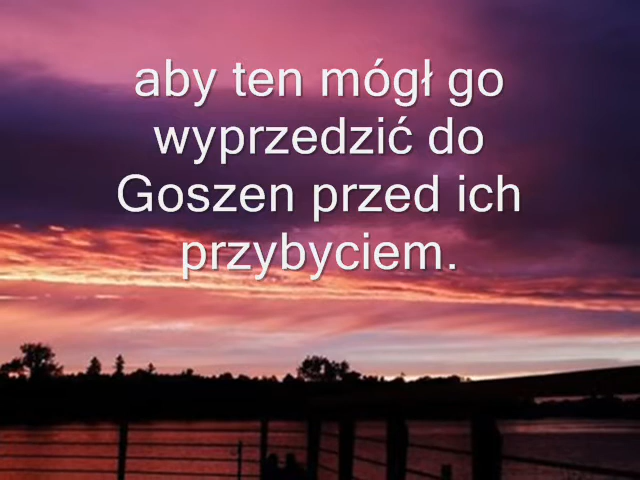 aby ten mógł go
wyprzedzić do
Goszen przed ich
przybyciem.